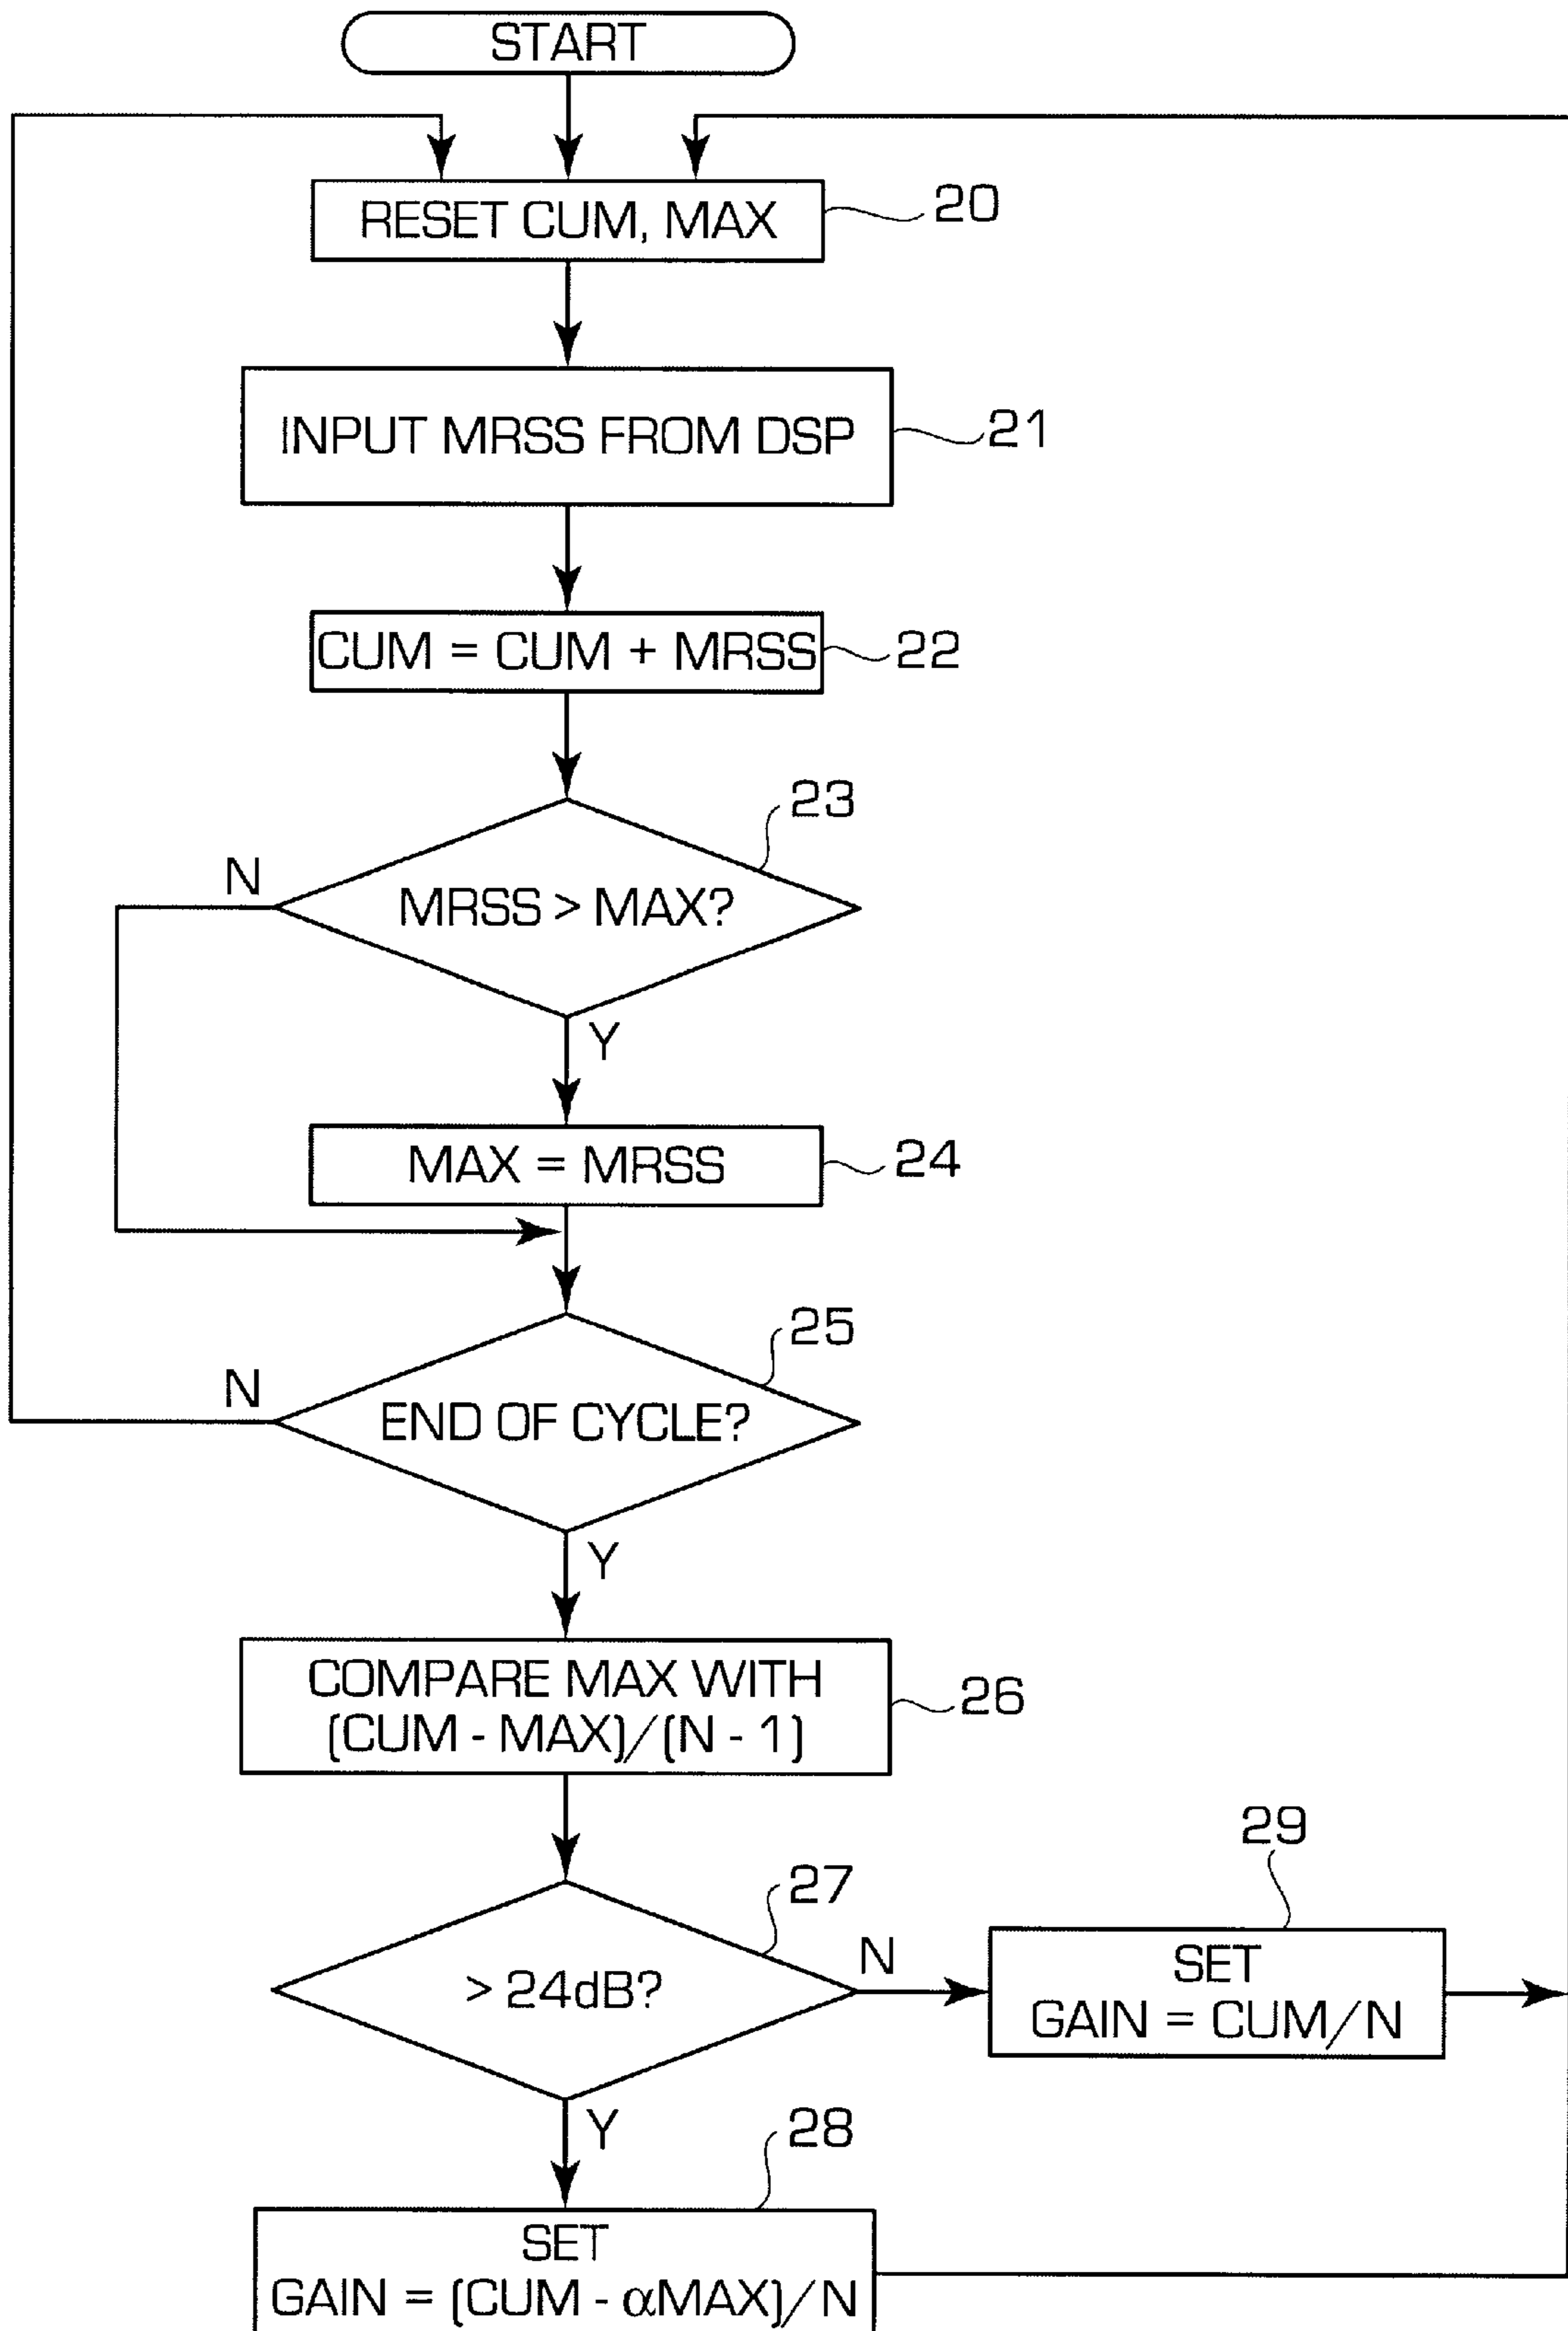 START
RESET CUM, MAX
20
INPUT MRSS FROM DSP
21
CUM = CUM + MRSS
22
23
N
MRSS > MAX?
Y
MAX = MRSS
24
25
N
END OF CYCLE?
Y
COMPARE MAX WITH
(CUM - MAX)/(N - 1)
26
27
> 24dB?
N
29
SET
GAIN = CUM/N
Y
28
SET
GAIN = (CUM - αMAX)/N